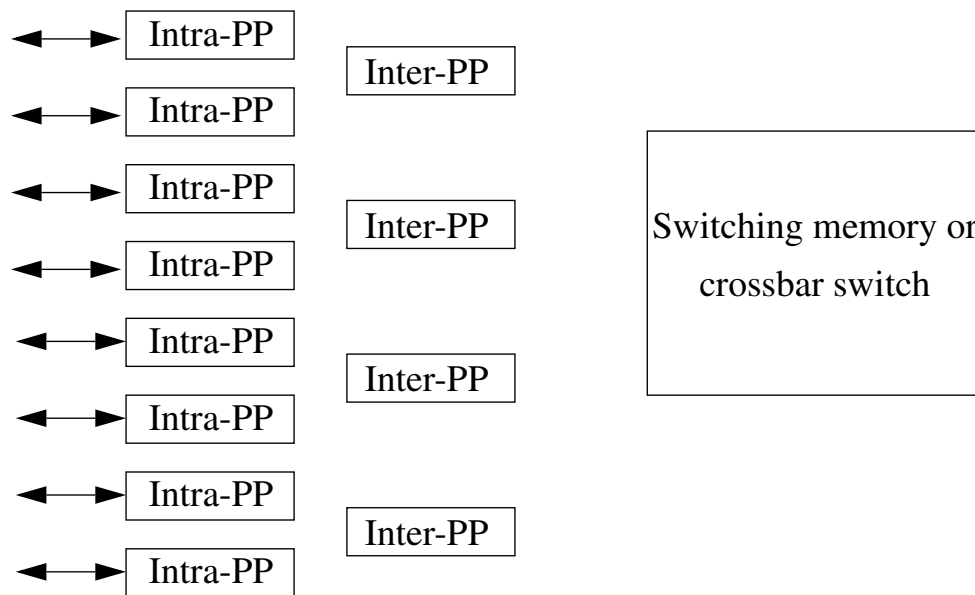 Intra-PP
Inter-PP
Intra-PP
Intra-PP
Inter-PP
Intra-PP
Switching memory or
crossbar switch
Intra-PP
Inter-PP
Intra-PP
Intra-PP
Inter-PP
Intra-PP